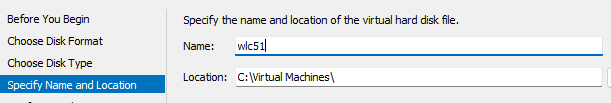 Before You Begin
Choose Disk Format
Choose Disk Type
Specify Name and Location
Specify the name and location of the virtual hard disk file.
Name: wlc51
Location: C:\Virtual Machines\